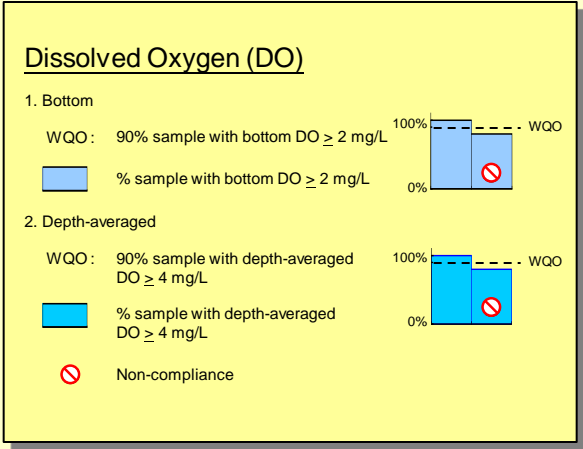 Dissolved Oxygen (DO)
1. Bottom
WQO: 90% sample with bottom DO ≥ 2 mg/L
% sample with bottom DO ≥ 2 mg/L
100%
WQO
0%
2. Depth-averaged
WQO: 90% sample with depth-averaged
DO ≥ 4 mg/L
% sample with depth-averaged
DO ≥ 4 mg/L
100%
WQO
0%
Non-compliance